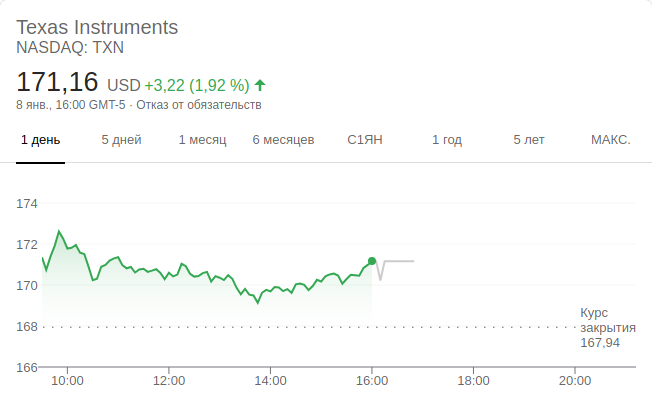 Texas Instruments
NASDAQ: TXN
171,16 USD +3,22 (1,92 %)
8 янв., 16:00 GMT-5 · Отказ от обязательств
1 день 5 дней 1 месяц 6 месяцев С1ЯН 1 год 5 лет МАКС.
174
172
170
168
Курс
закрытия
167,94
166
10:00 12:00 14:00 16:00 18:00 20:00